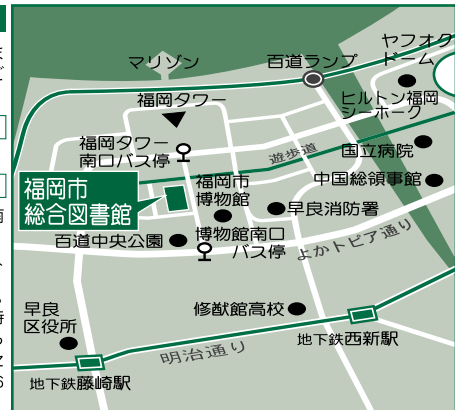 ヤフオク
ドーム
マリゾン
百道ランプ
福岡タワー
ヒルトン福岡
シーホーク
福岡タワー
南口バス停
遊歩道
国立病院
福岡市
総合図書館
福岡市
博物館
中国総領事館
早良消防署
百道中央公園
博物館南口
バス停
よかトピア通り
早良
区役所
修猷館高校
地下鉄西新駅
明治通り
地下鉄藤崎駅